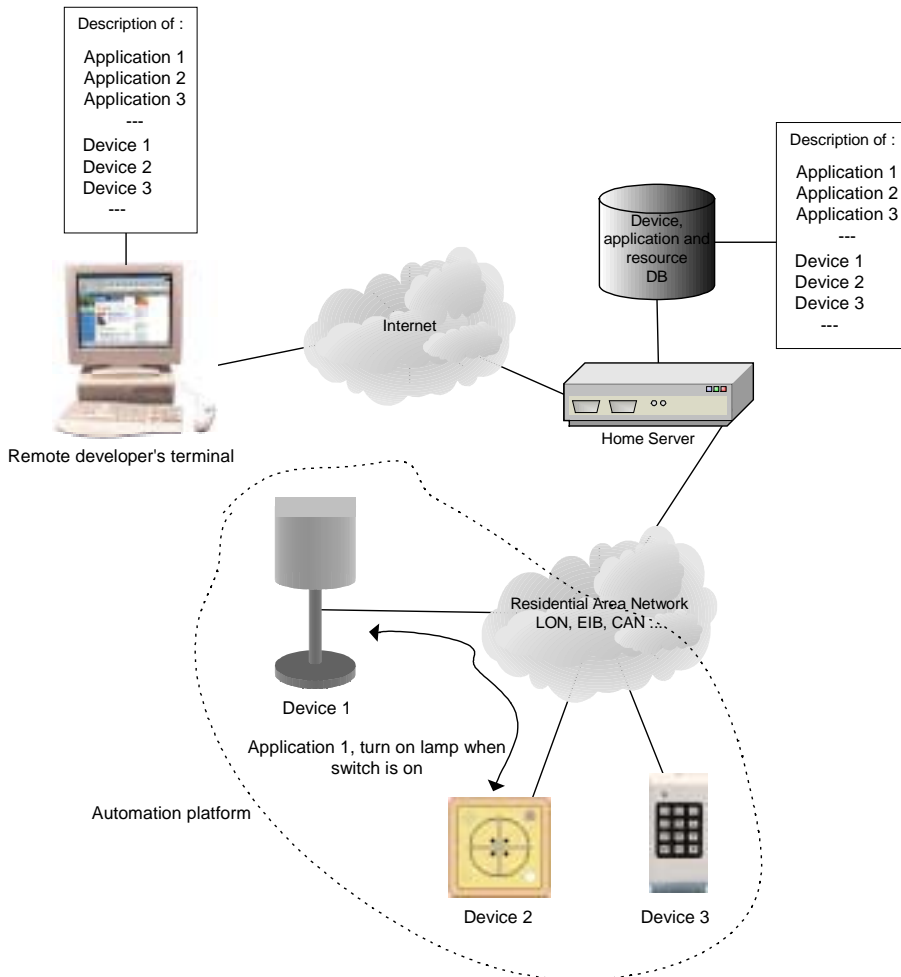 Description of :
Application 1
Application 2
Application 3
---
Device 1
Device 2
Device 3
---
Description of :
Application 1
Application 2
Application 3
---
Device 1
Device 2
Device 3
---
Device,
application and
resource
DB
Internet
Home Server
Remote developer's terminal
Residential Area Network
LON, EIB, CAN ...
Device 1
Application 1, turn on lamp when
switch is on
Automation platform
Device 2
Device 3